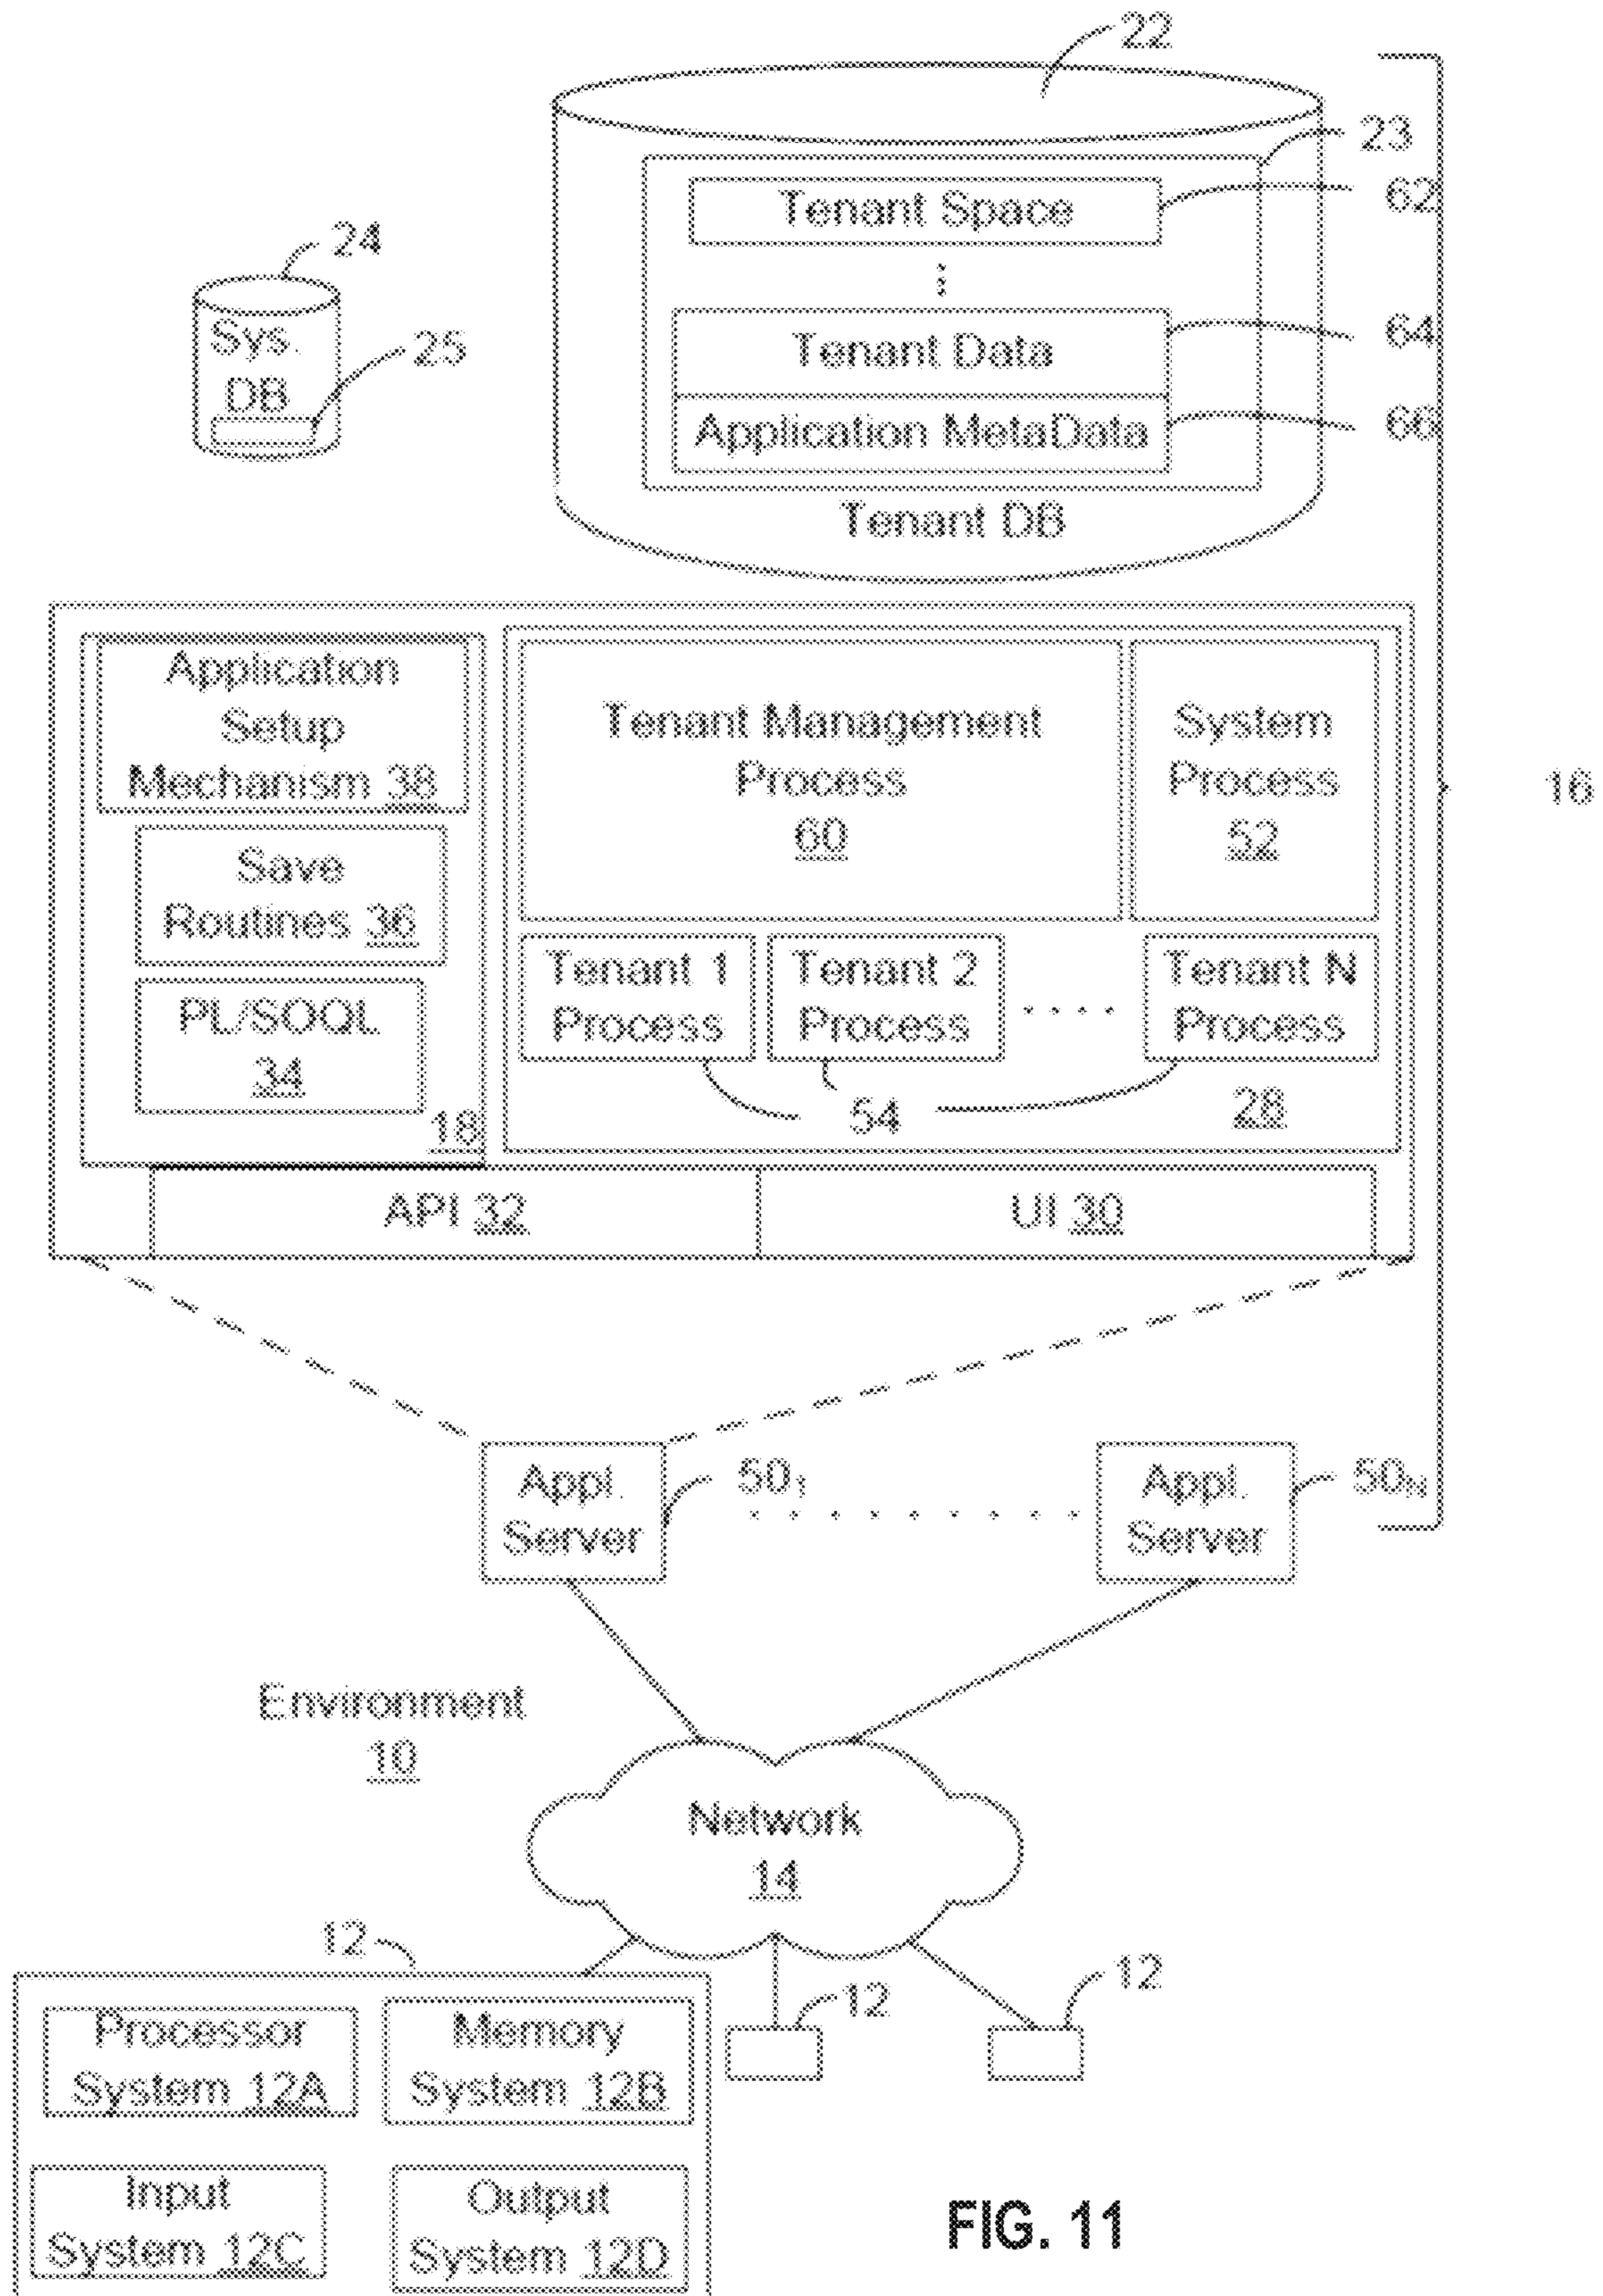 22
23
Tenant Space
62
24
Sys.
DB
25
Tenant Data
64
Application MetaData
66
Tenant DB
Application
Setup
Mechanism 38
Tenant Management
Process
60
System
Process
52
16
Save
Routines 36
PL/SOQL
34
18
Tenant 1
Process
Tenant 2
Process
. . . .
Tenant N
Process
54
28
API 32
UI 30
Appl.
Server
50₁
. . . . . . . . .
Appl.
Server
50ₙ
Environment
10
Network
14
12
12
12
Processor
System 12A
Memory
System 12B
Input
System 12C
Output
System 12D
FIG. 11